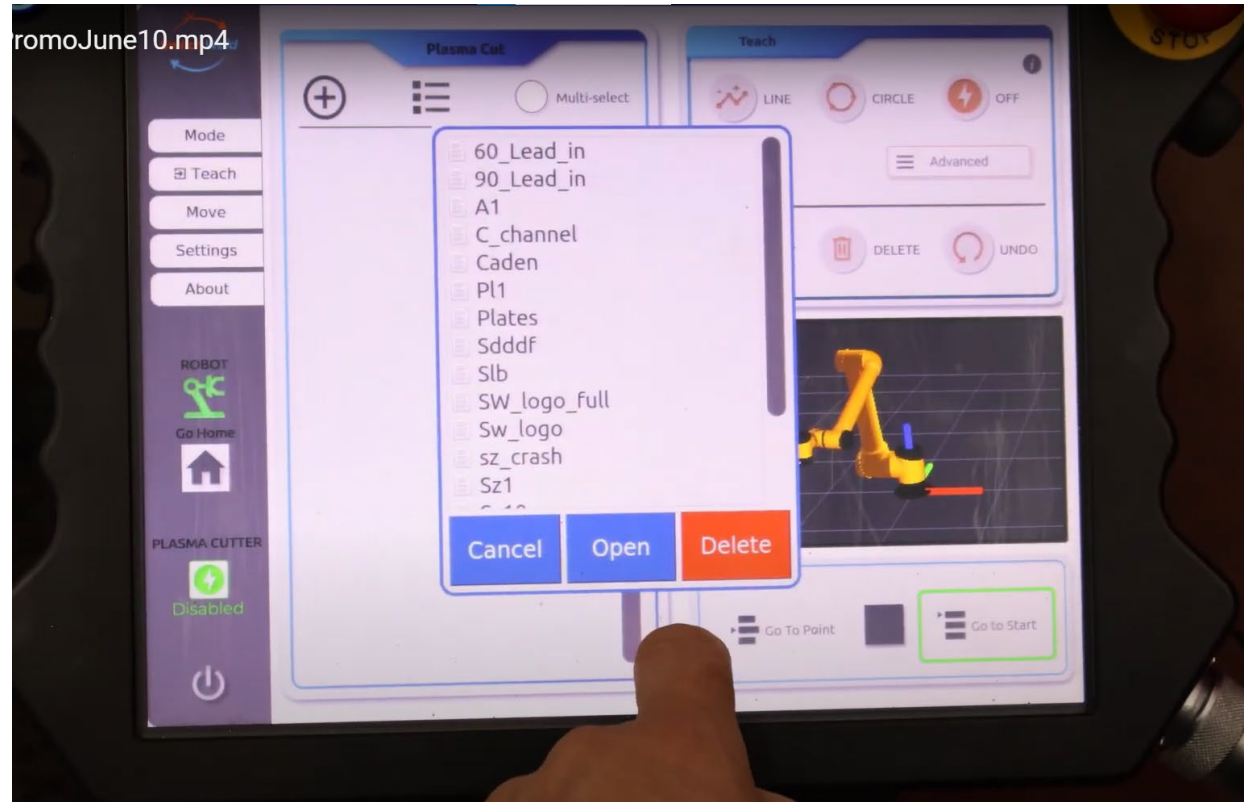 romoJune10.mp4
STOP
Mode
Teach
Move
Settings
About
ROBOT
Go Home
PLASMA CUTTER
Disabled
Plasma Cut
Multi-select
60_Lead_in
90_Lead_in
A1
C_channel
Caden
Pl1
Plates
Sdddf
Slb
SW_logo_full
Sw_logo
sz_crash
Sz1
Cancel
Open
Delete
Teach
LINE
CIRCLE
OFF
Advanced
DELETE
UNDO
Go To Point
Go to Start